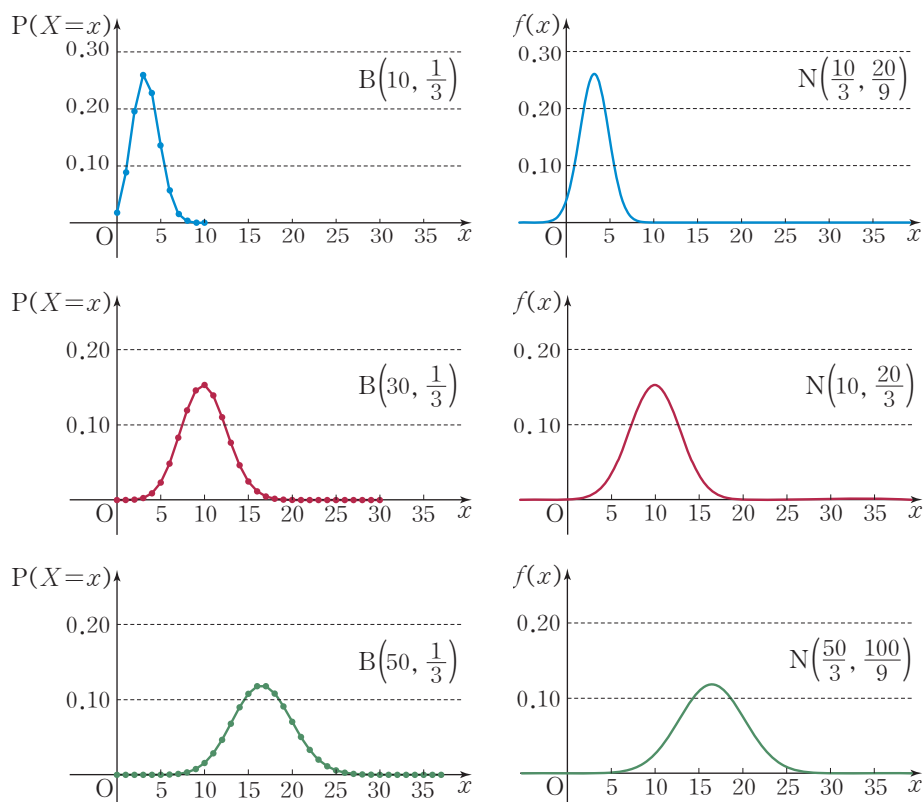 P(X=x)
0.30
0.20
0.10
B(10, 1/3)
O 5 10 15 20 25 30 35 x
f(x)
0.30
0.20
0.10
N(10/3, 20/9)
O 5 10 15 20 25 30 35 x
P(X=x)
0.20
0.10
B(30, 1/3)
O 5 10 15 20 25 30 35 x
f(x)
0.20
0.10
N(10, 20/3)
O 5 10 15 20 25 30 35 x
P(X=x)
0.20
0.10
B(50, 1/3)
O 5 10 15 20 25 30 35 x
f(x)
0.20
0.10
N(50/3, 100/9)
O 5 10 15 20 25 30 35 x